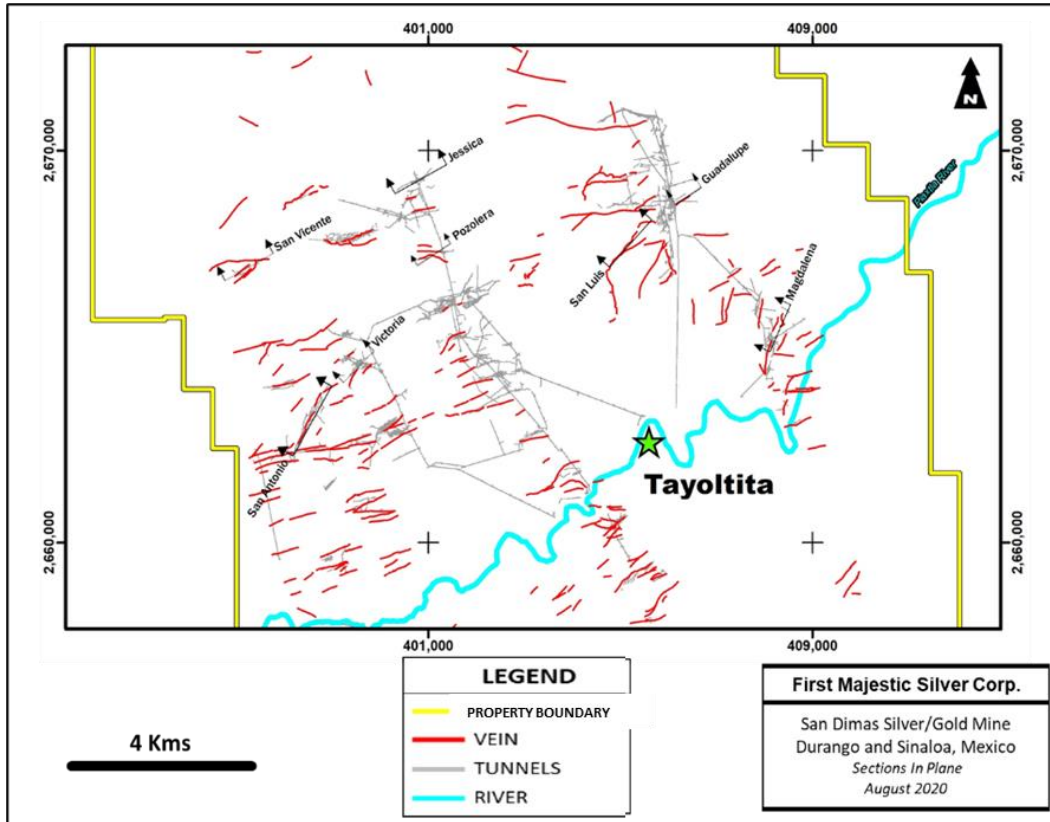 401,000
409,000
N
2,670,000
2,670,000
Jessica
Guadalupe
Piaxtla River
San Vicente
Pozolera
San Luis
Magdalena
Victoria
San Antonio
Tayoltita
2,660,000
2,660,000
401,000
409,000
LEGEND
PROPERTY BOUNDARY
VEIN
TUNNELS
RIVER
4 Kms
First Majestic Silver Corp.
San Dimas Silver/Gold Mine
Durango and Sinaloa, Mexico
Sections In Plane
August 2020